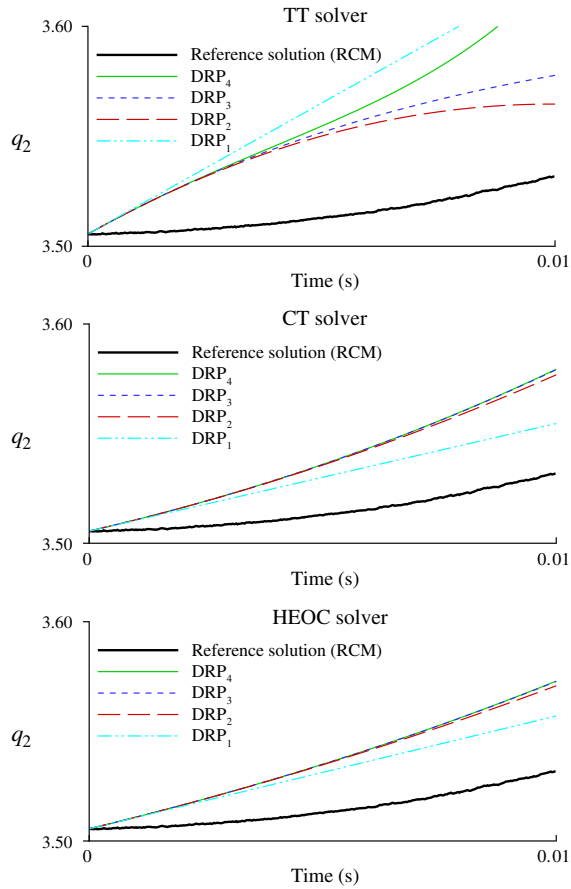 TT solver
3.60
Reference solution (RCM)
DRP4
DRP3
DRP2
DRP1
q2
3.50
0
0.01
Time (s)
CT solver
3.60
Reference solution (RCM)
DRP4
DRP3
DRP2
DRP1
q2
3.50
0
0.01
Time (s)
HEOC solver
3.60
Reference solution (RCM)
DRP4
DRP3
DRP2
DRP1
q2
3.50
0
0.01
Time (s)